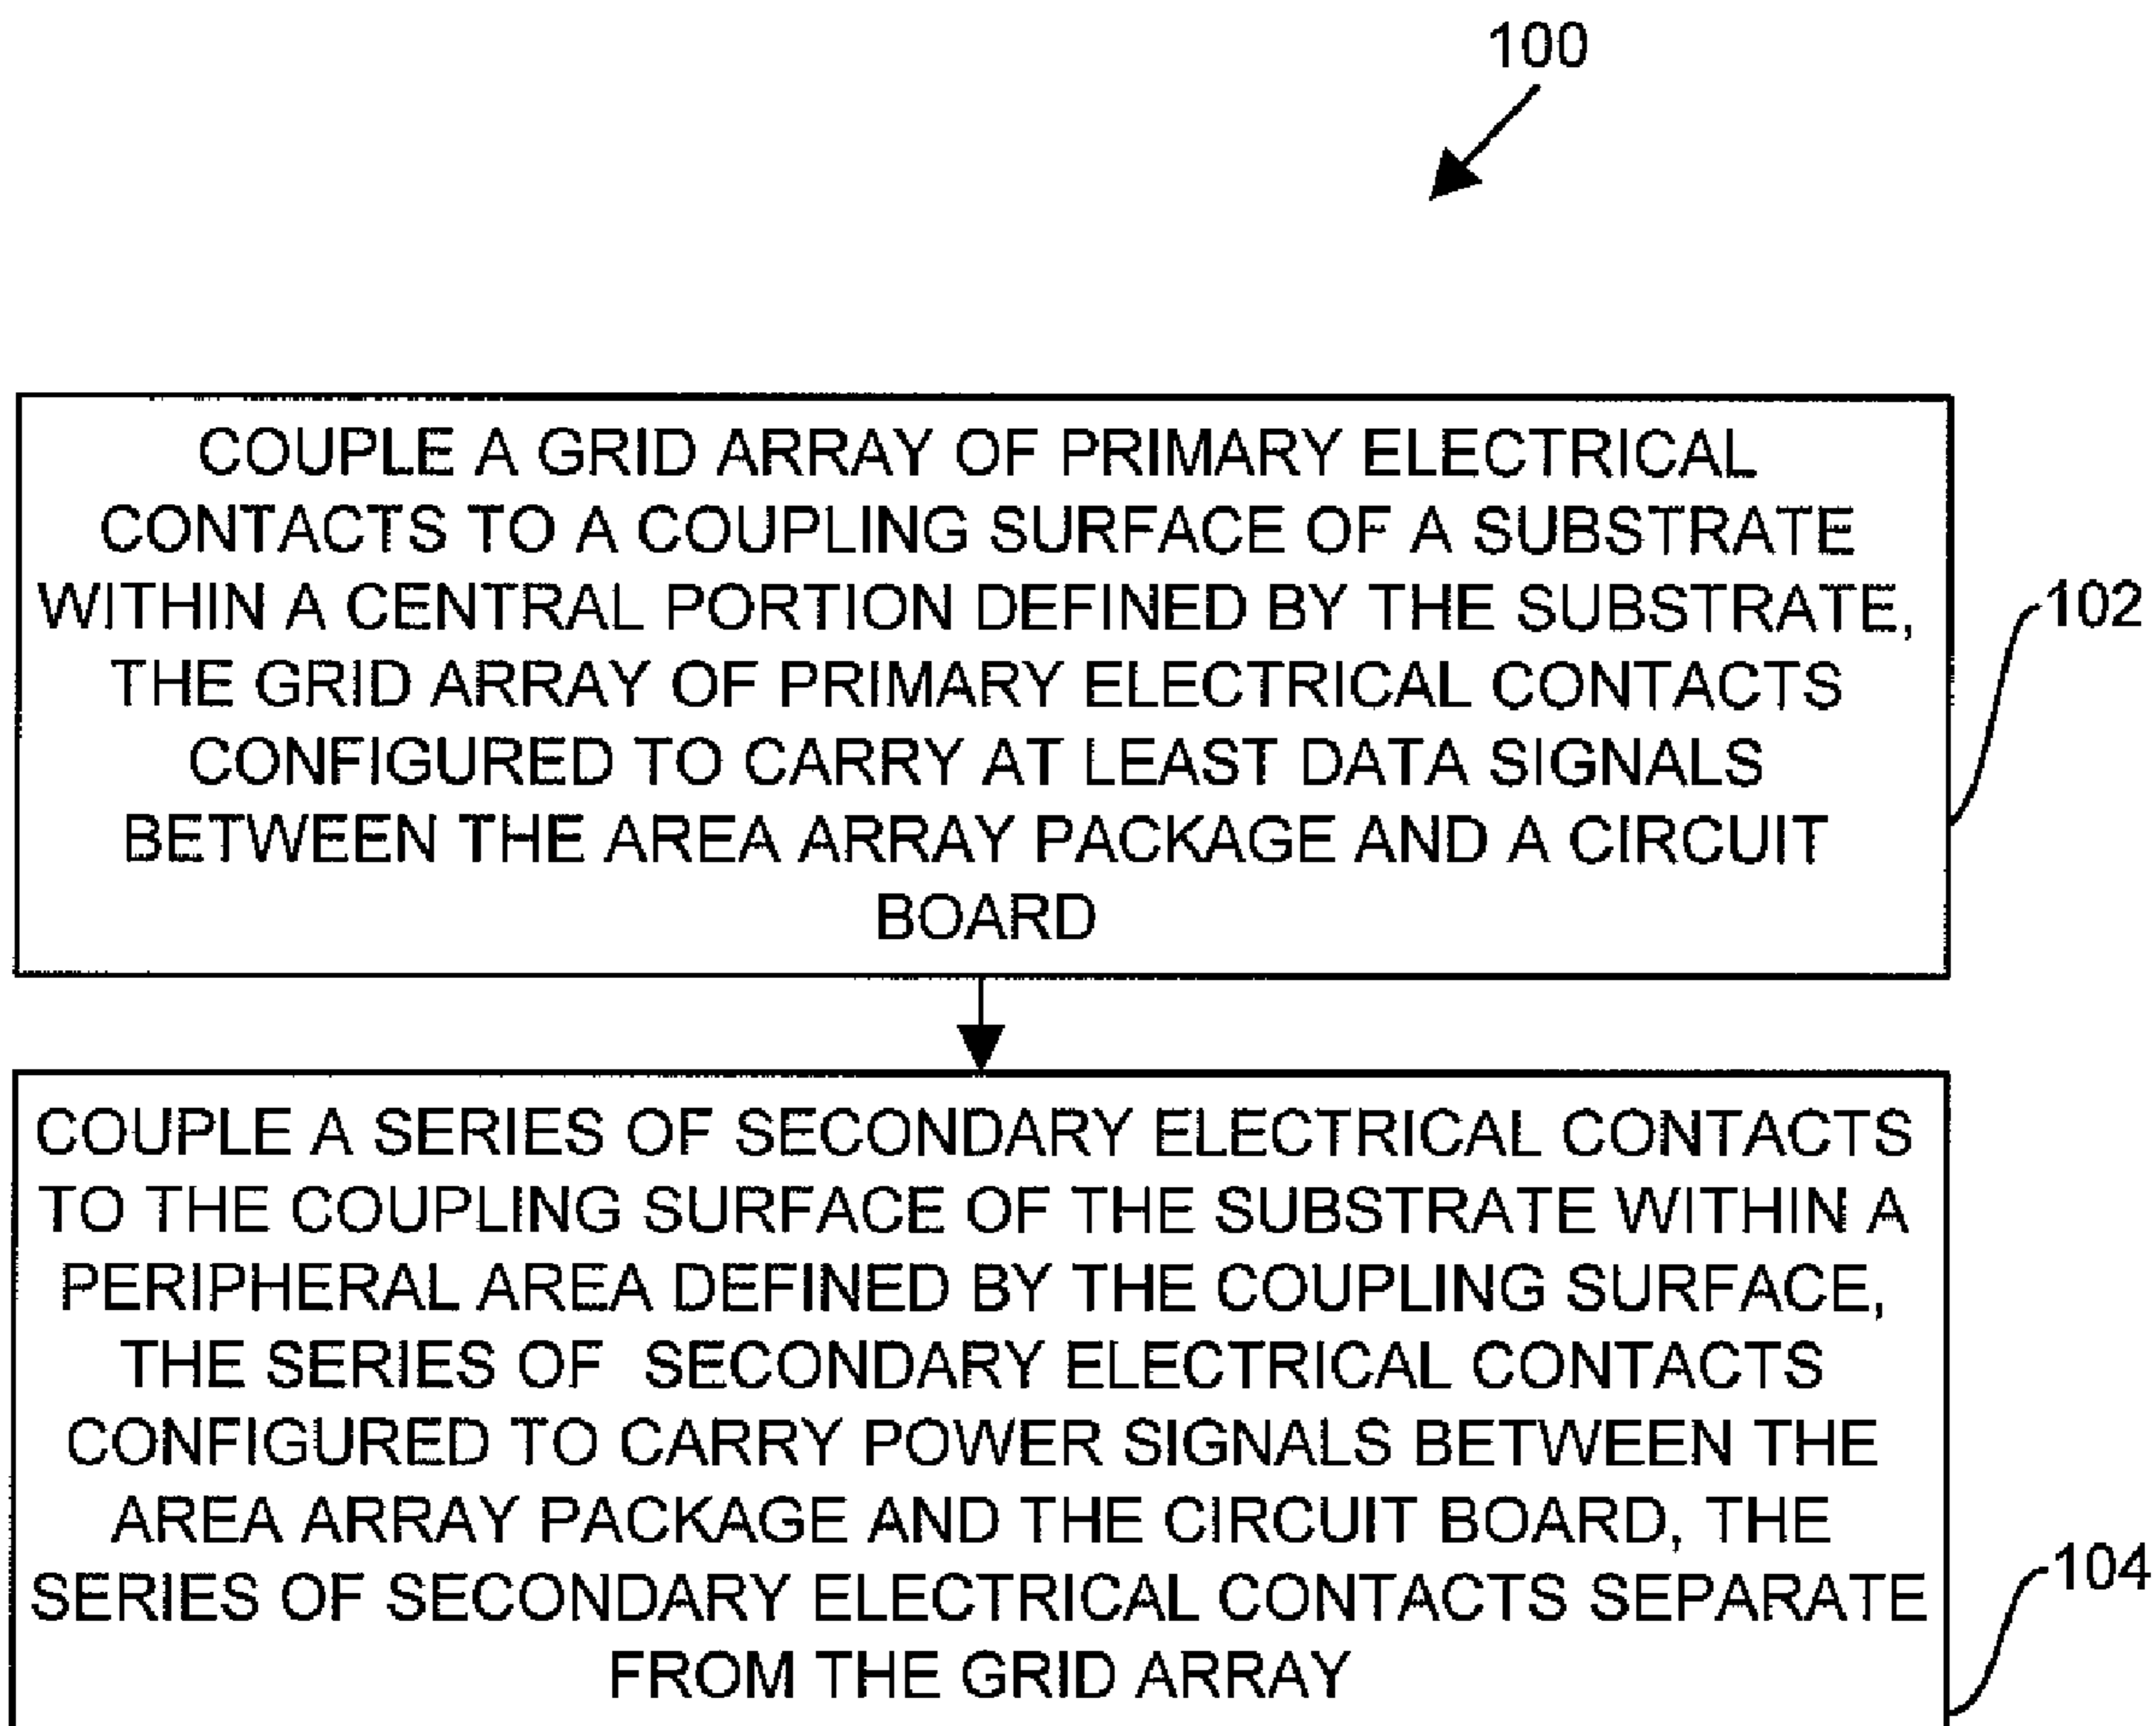 100
COUPLE A GRID ARRAY OF PRIMARY ELECTRICAL
CONTACTS TO A COUPLING SURFACE OF A SUBSTRATE
WITHIN A CENTRAL PORTION DEFINED BY THE SUBSTRATE,
THE GRID ARRAY OF PRIMARY ELECTRICAL CONTACTS
CONFIGURED TO CARRY AT LEAST DATA SIGNALS
BETWEEN THE AREA ARRAY PACKAGE AND A CIRCUIT
BOARD
102
COUPLE A SERIES OF SECONDARY ELECTRICAL CONTACTS
TO THE COUPLING SURFACE OF THE SUBSTRATE WITHIN A
PERIPHERAL AREA DEFINED BY THE COUPLING SURFACE,
THE SERIES OF SECONDARY ELECTRICAL CONTACTS
CONFIGURED TO CARRY POWER SIGNALS BETWEEN THE
AREA ARRAY PACKAGE AND THE CIRCUIT BOARD, THE
SERIES OF SECONDARY ELECTRICAL CONTACTS SEPARATE
FROM THE GRID ARRAY
104